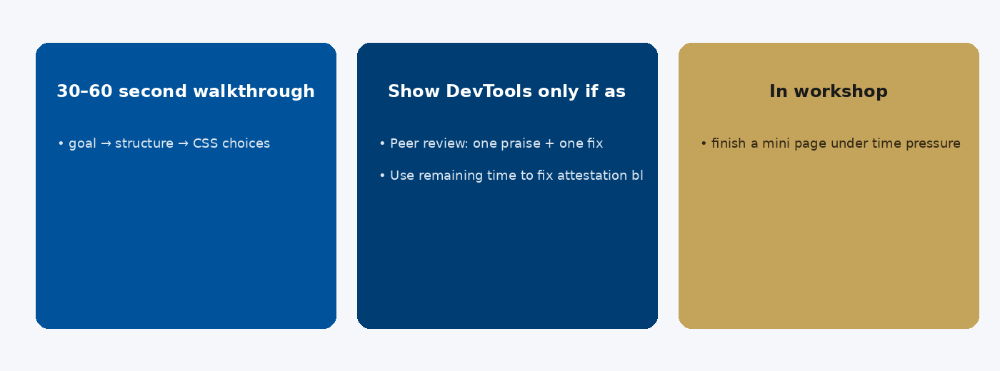 30–60 second walkthrough
• goal → structure → CSS choices
Show DevTools only if as
• Peer review: one praise + one fix
• Use remaining time to fix attestation bl
In workshop
• finish a mini page under time pressure